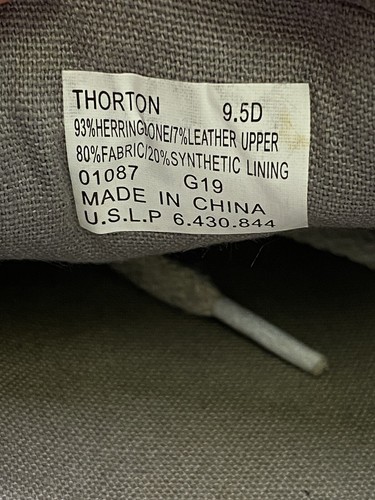 THORTON 9.5D
93%HERRINGBONE/7%LEATHER UPPER
80%FABRIC/20%SYNTHETIC LINING
01087 G19
MADE IN CHINA
U.S.L.P 6.430.844